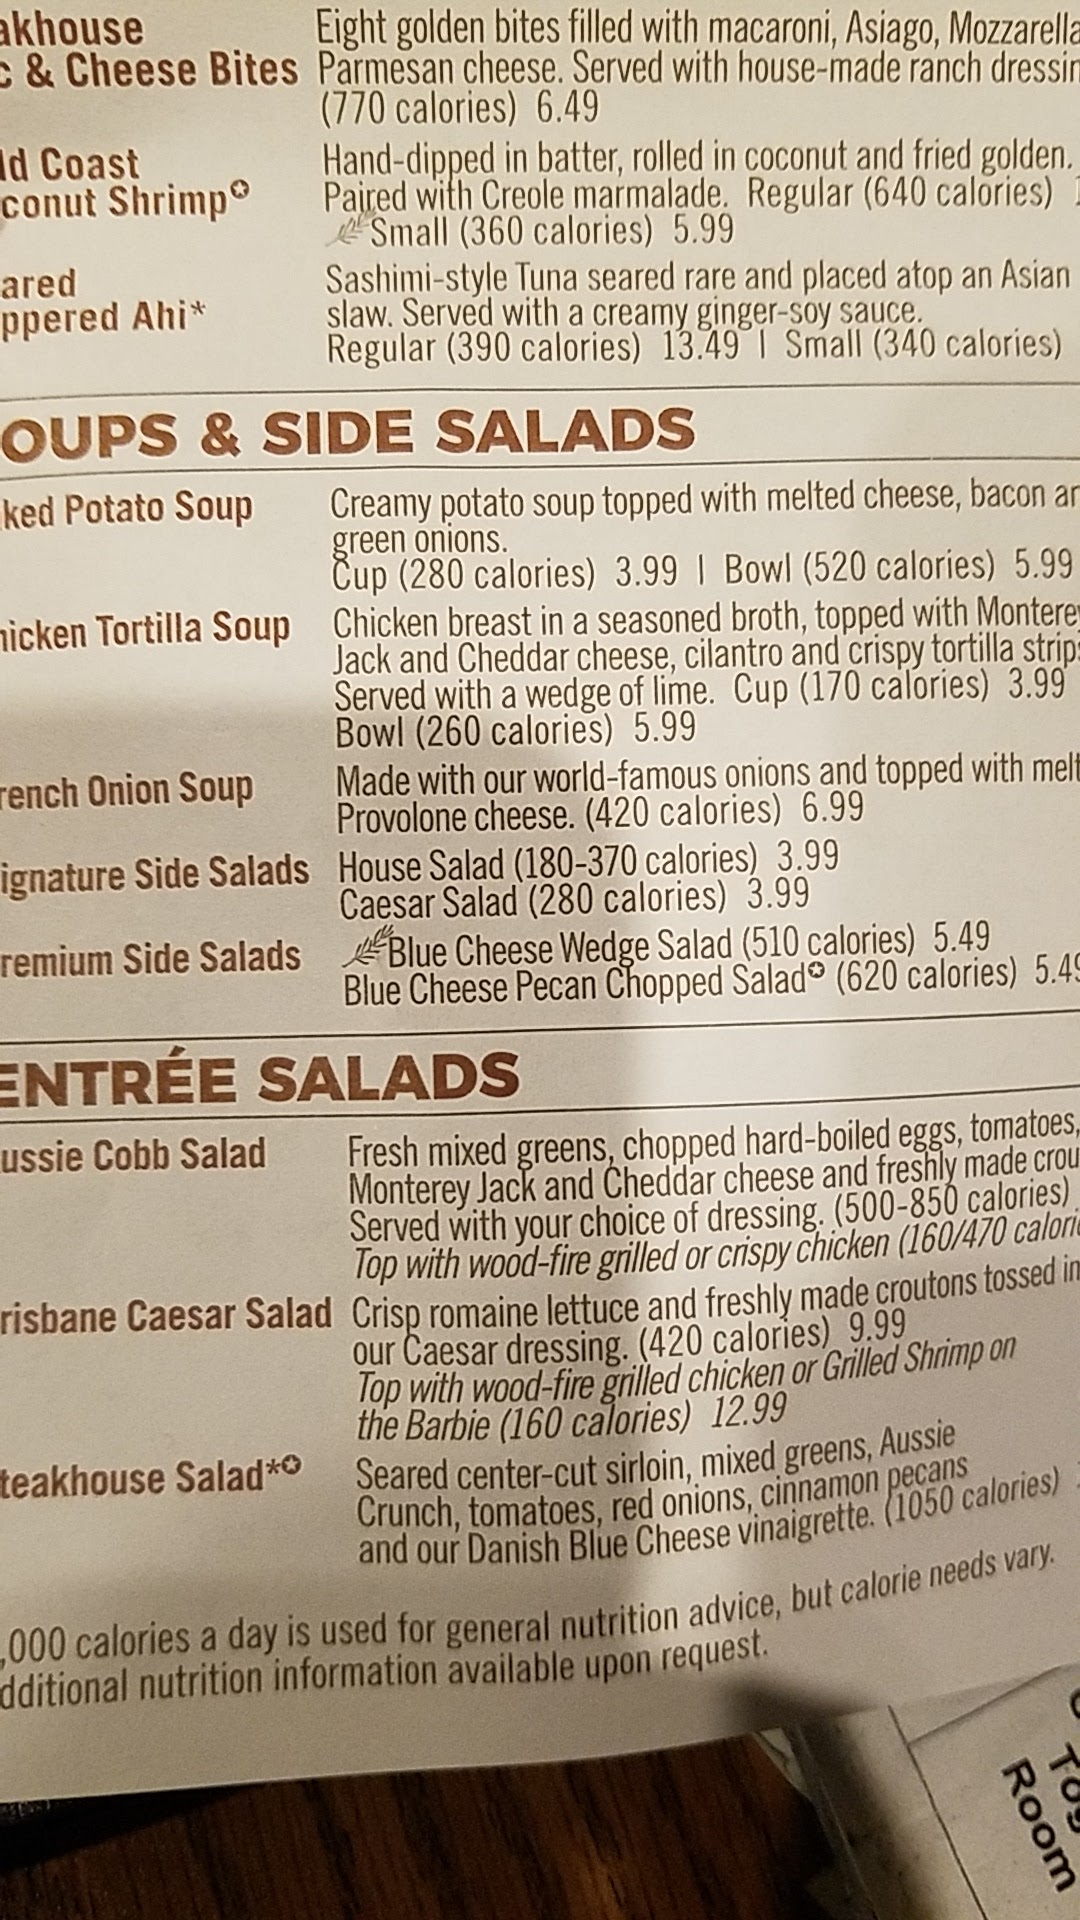 akhouse Eight golden bites filled with macaroni, Asiago, Mozzarella
c & Cheese Bites Parmesan cheese. Served with house-made ranch dressin
(770 calories) 6.49
ld Coast Hand-dipped in batter, rolled in coconut and fried golden.
conut Shrimp✪ Paired with Creole marmalade. Regular (640 calories)
Small (360 calories) 5.99
ared Sashimi-style Tuna seared rare and placed atop an Asian
ppered Ahi* slaw. Served with a creamy ginger-soy sauce.
Regular (390 calories) 13.49 | Small (340 calories)
OUPS & SIDE SALADS
ked Potato Soup Creamy potato soup topped with melted cheese, bacon an
green onions.
Cup (280 calories) 3.99 | Bowl (520 calories) 5.99
hicken Tortilla Soup Chicken breast in a seasoned broth, topped with Monterey
Jack and Cheddar cheese, cilantro and crispy tortilla strips
Served with a wedge of lime. Cup (170 calories) 3.99
Bowl (260 calories) 5.99
rench Onion Soup Made with our world-famous onions and topped with melt
Provolone cheese. (420 calories) 6.99
ignature Side Salads House Salad (180-370 calories) 3.99
Caesar Salad (280 calories) 3.99
remium Side Salads Blue Cheese Wedge Salad (510 calories) 5.49
Blue Cheese Pecan Chopped Salad✪ (620 calories) 5.49
ENTRÉE SALADS
ussie Cobb Salad Fresh mixed greens, chopped hard-boiled eggs, tomatoes,
Monterey Jack and Cheddar cheese and freshly made crou
Served with your choice of dressing. (500-850 calories)
Top with wood-fire grilled or crispy chicken (160/470 calorie
risbane Caesar Salad Crisp romaine lettuce and freshly made croutons tossed in
our Caesar dressing. (420 calories) 9.99
Top with wood-fire grilled chicken or Grilled Shrimp on
the Barbie (160 calories) 12.99
teakhouse Salad*✪ Seared center-cut sirloin, mixed greens, Aussie
Crunch, tomatoes, red onions, cinnamon pecans
and our Danish Blue Cheese vinaigrette. (1050 calories)
,000 calories a day is used for general nutrition advice, but calorie needs vary.
dditional nutrition information available upon request.
Tog
Room